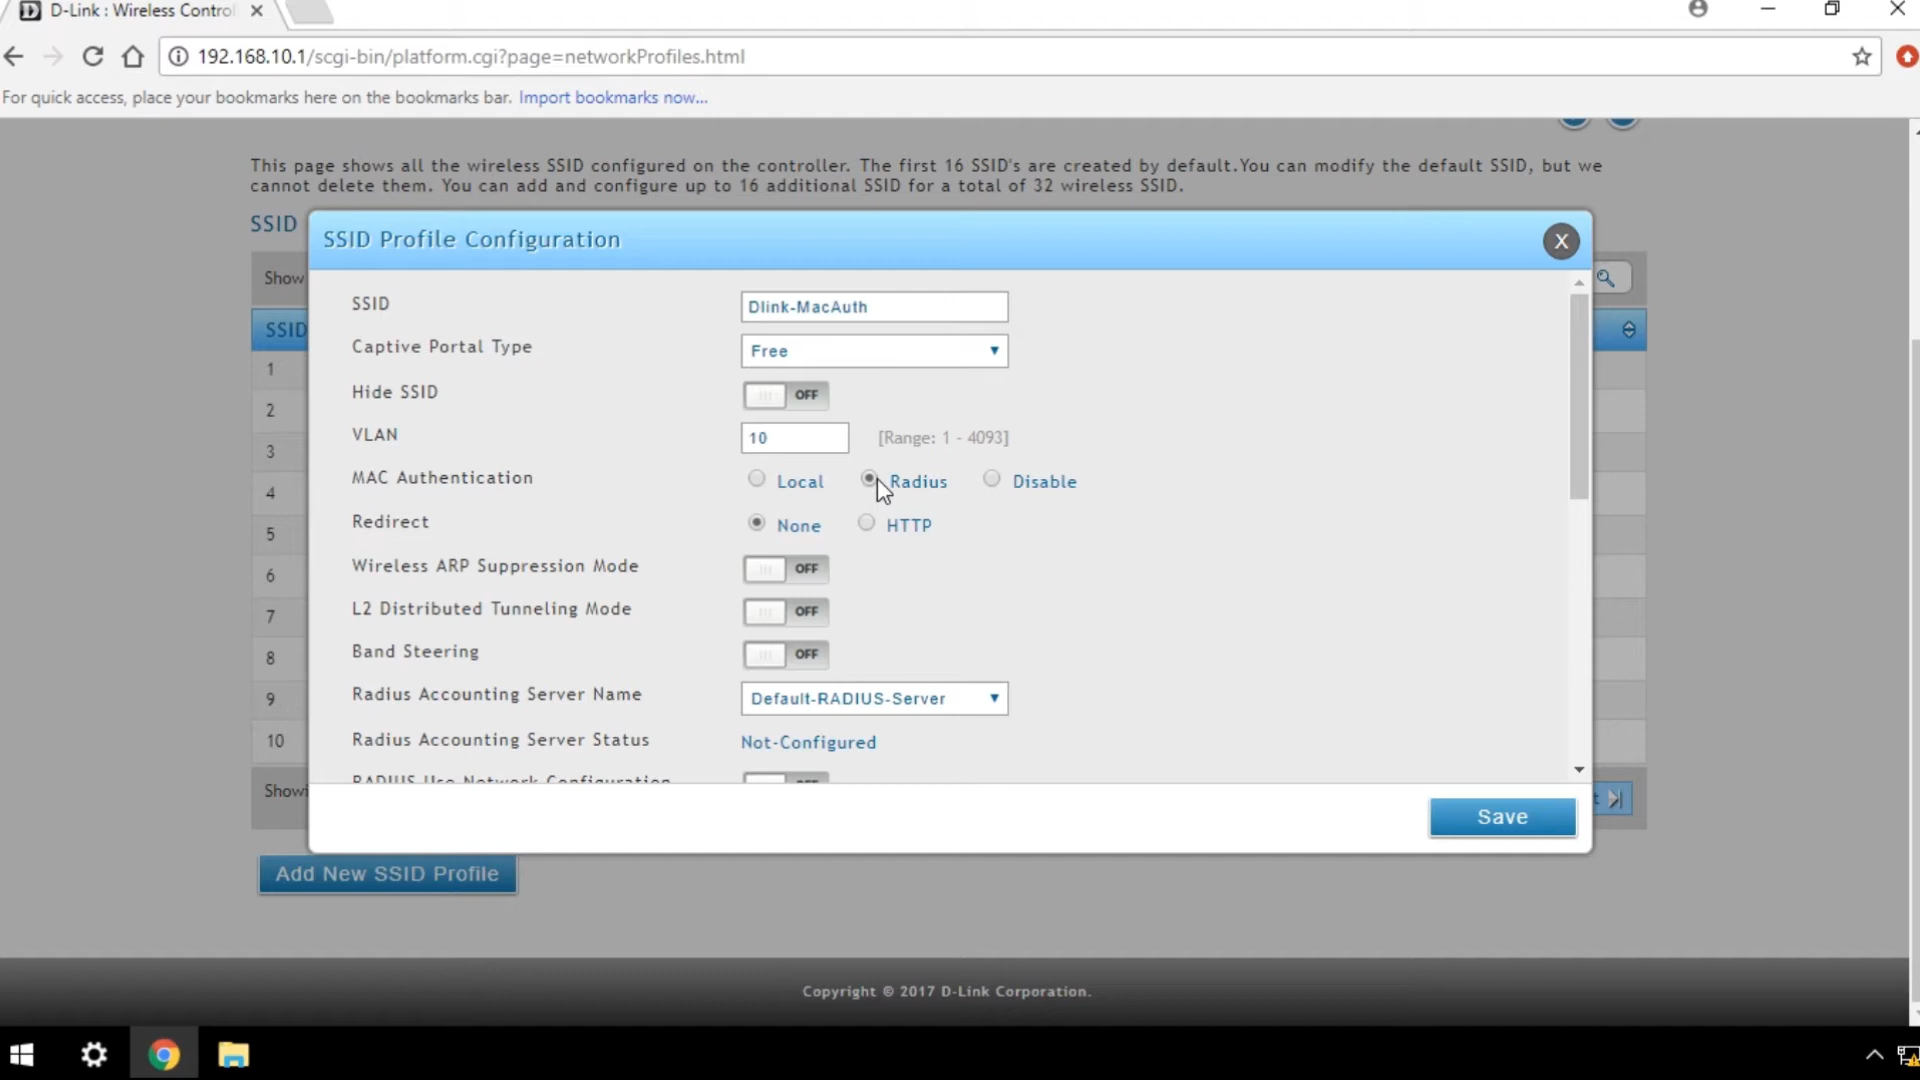 D-Link : Wireless Control
192.168.10.1/scgi-bin/platform.cgi?page=networkProfiles.html
For quick access, place your bookmarks here on the bookmarks bar. Import bookmarks now...
This page shows all the wireless SSID configured on the controller. The first 16 SSID's are created by default.You can modify the default SSID, but we
cannot delete them. You can add and configure up to 16 additional SSID for a total of 32 wireless SSID.
SSID
SSID Profile Configuration
X
Show
SSID
1
2
3
4
5
6
7
8
9
10
SSID Dlink-MacAuth
Captive Portal Type Free
Hide SSID OFF
VLAN 10 [Range: 1 - 4093]
MAC Authentication Local Radius Disable
Redirect None HTTP
Wireless ARP Suppression Mode OFF
L2 Distributed Tunneling Mode OFF
Band Steering OFF
Radius Accounting Server Name Default-RADIUS-Server
Radius Accounting Server Status Not-Configured
RADIUS Use Network Configuration OFF
Save
Add New SSID Profile
Copyright © 2017 D-Link Corporation.